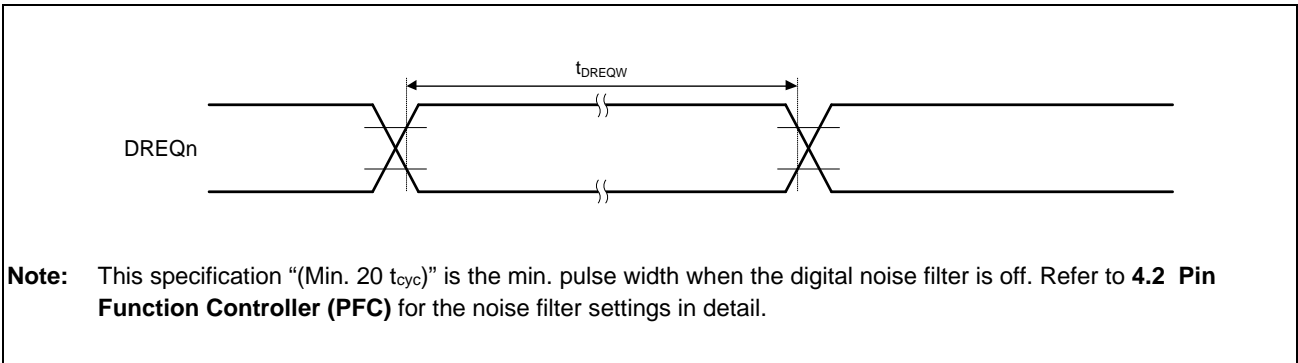 tDREQW
DREQn
Note: This specification “(Min. 20 tcyc)” is the min. pulse width when the digital noise filter is off. Refer to 4.2 Pin
Function Controller (PFC) for the noise filter settings in detail.